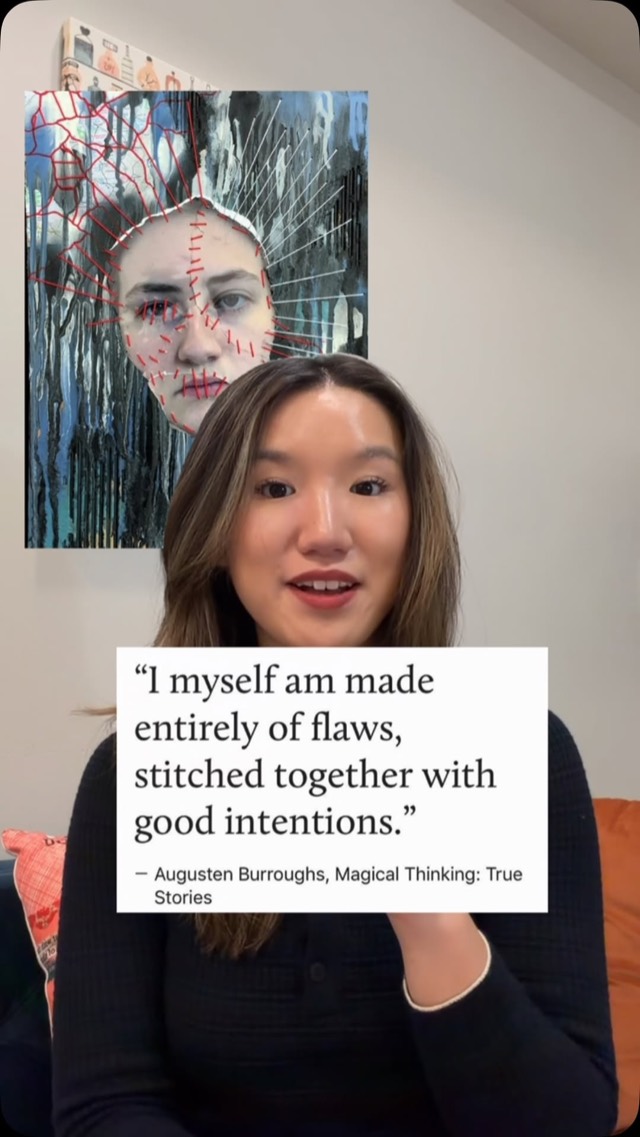 “I myself am made
entirely of flaws,
stitched together with
good intentions.”
— Augusten Burroughs, Magical Thinking: True
Stories